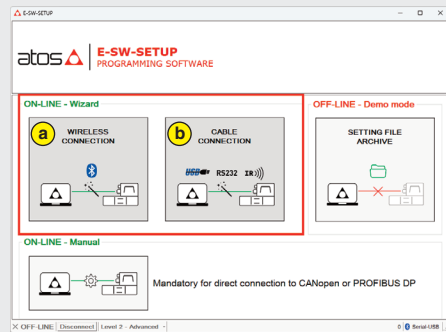 E-SW-SETUP
atos
E-SW-SETUP
PROGRAMMING SOFTWARE
ON-LINE - Wizard
OFF-LINE - Demo mode
a
WIRELESS
CONNECTION
b
CABLE
CONNECTION
USB RS232 IR
SETTING FILE
ARCHIVE
ON-LINE - Manual
Mandatory for direct connection to CANopen or PROFIBUS DP
OFF-LINE Disconnect Level 2 - Advanced 0 Serial-USB